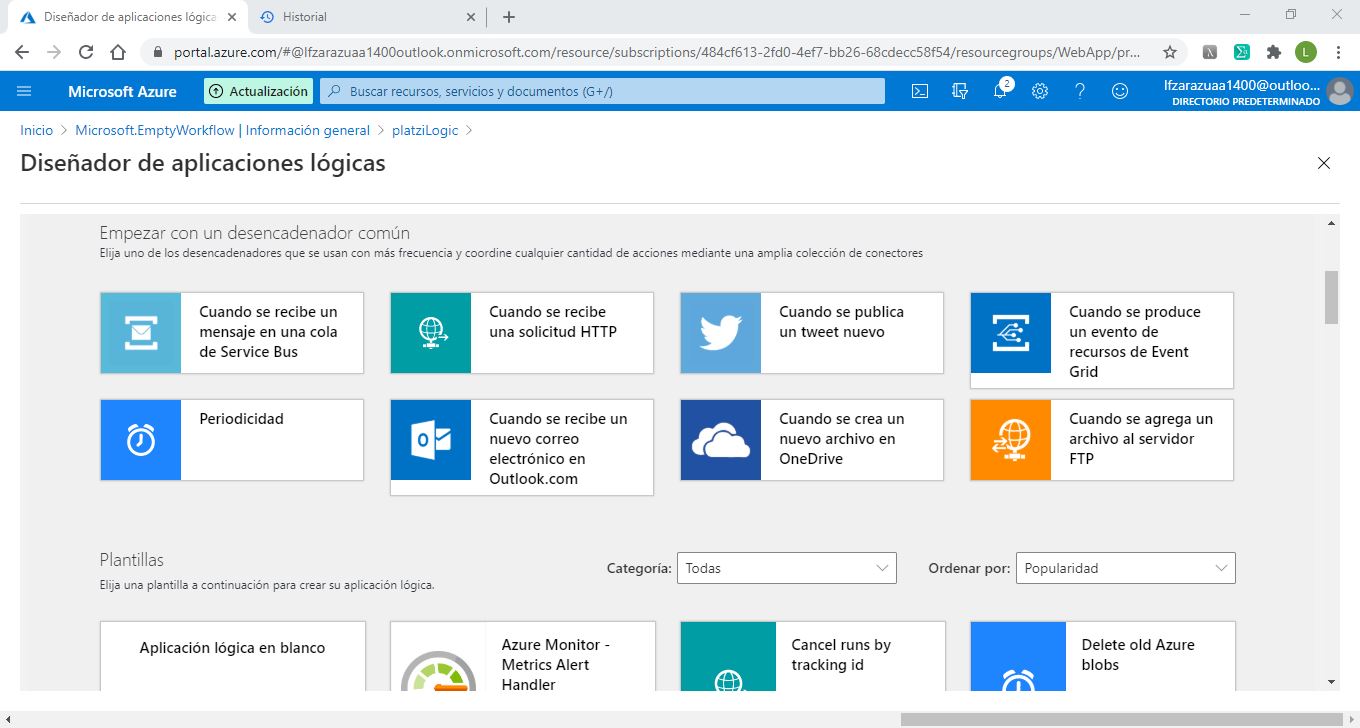 Diseñador de aplicaciones lógica
Historial
portal.azure.com/#@lfzarazuaa1400outlook.onmicrosoft.com/resource/subscriptions/484cf613-2fd0-4ef7-bb26-68cdecc58f54/resourcegroups/WebApp/pr...
L
Microsoft Azure
Actualización
Buscar recursos, servicios y documentos (G+/)
2
lfzarazuaa1400@outloo...
DIRECTORIO PREDETERMINADO
Inicio > Microsoft.EmptyWorkflow | Información general > platziLogic >
Diseñador de aplicaciones lógicas
Empezar con un desencadenador común
Elija uno de los desencadenadores que se usan con más frecuencia y coordine cualquier cantidad de acciones mediante una amplia colección de conectores
Cuando se recibe un
mensaje en una cola
de Service Bus
Cuando se recibe
una solicitud HTTP
Cuando se publica
un tweet nuevo
Cuando se produce
un evento de
recursos de Event
Grid
Periodicidad
Cuando se recibe un
nuevo correo
electrónico en
Outlook.com
Cuando se crea un
nuevo archivo en
OneDrive
Cuando se agrega un
archivo al servidor
FTP
Plantillas
Elija una plantilla a continuación para crear su aplicación lógica.
Categoría: Todas
Ordenar por: Popularidad
Aplicación lógica en blanco
Azure Monitor -
Metrics Alert
Handler
Cancel runs by
tracking id
Delete old Azure
blobs